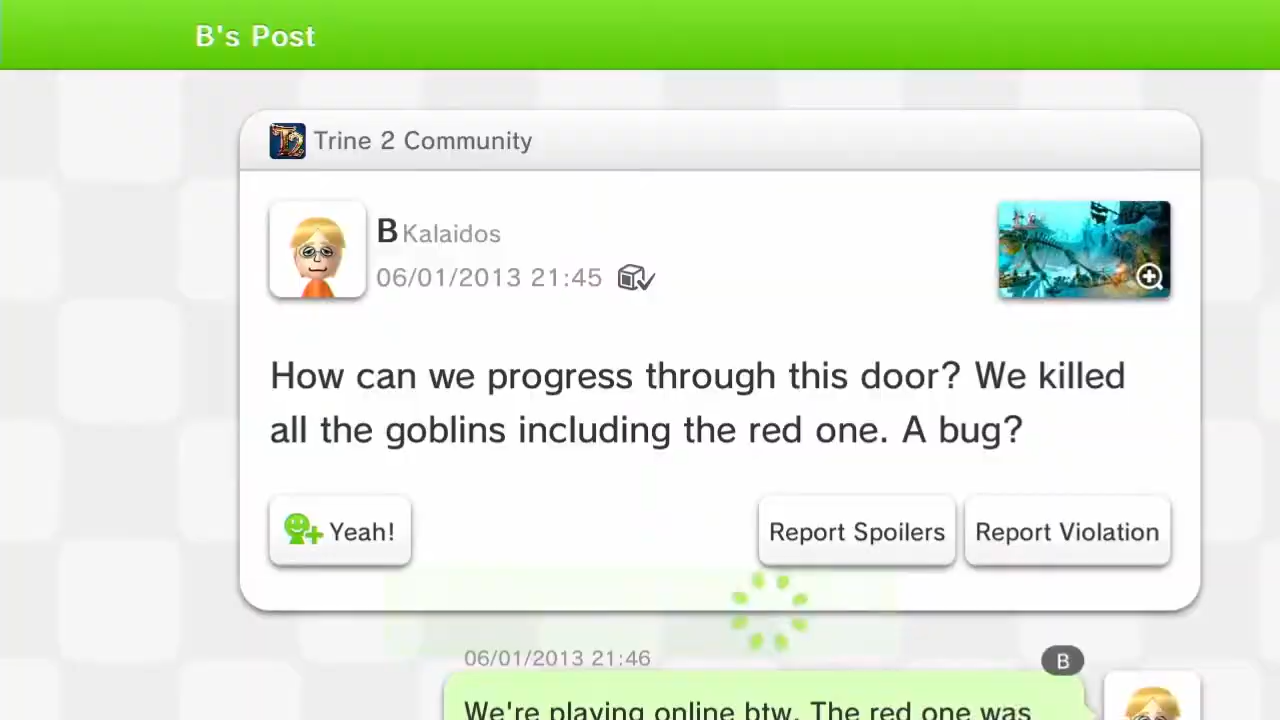 B's Post
T2
Trine 2 Community
B Kalaidos
06/01/2013 21:45
How can we progress through this door? We killed
all the goblins including the red one. A bug?
Yeah!
Report Spoilers
Report Violation
06/01/2013 21:46
B
We're playing online btw. The red one was